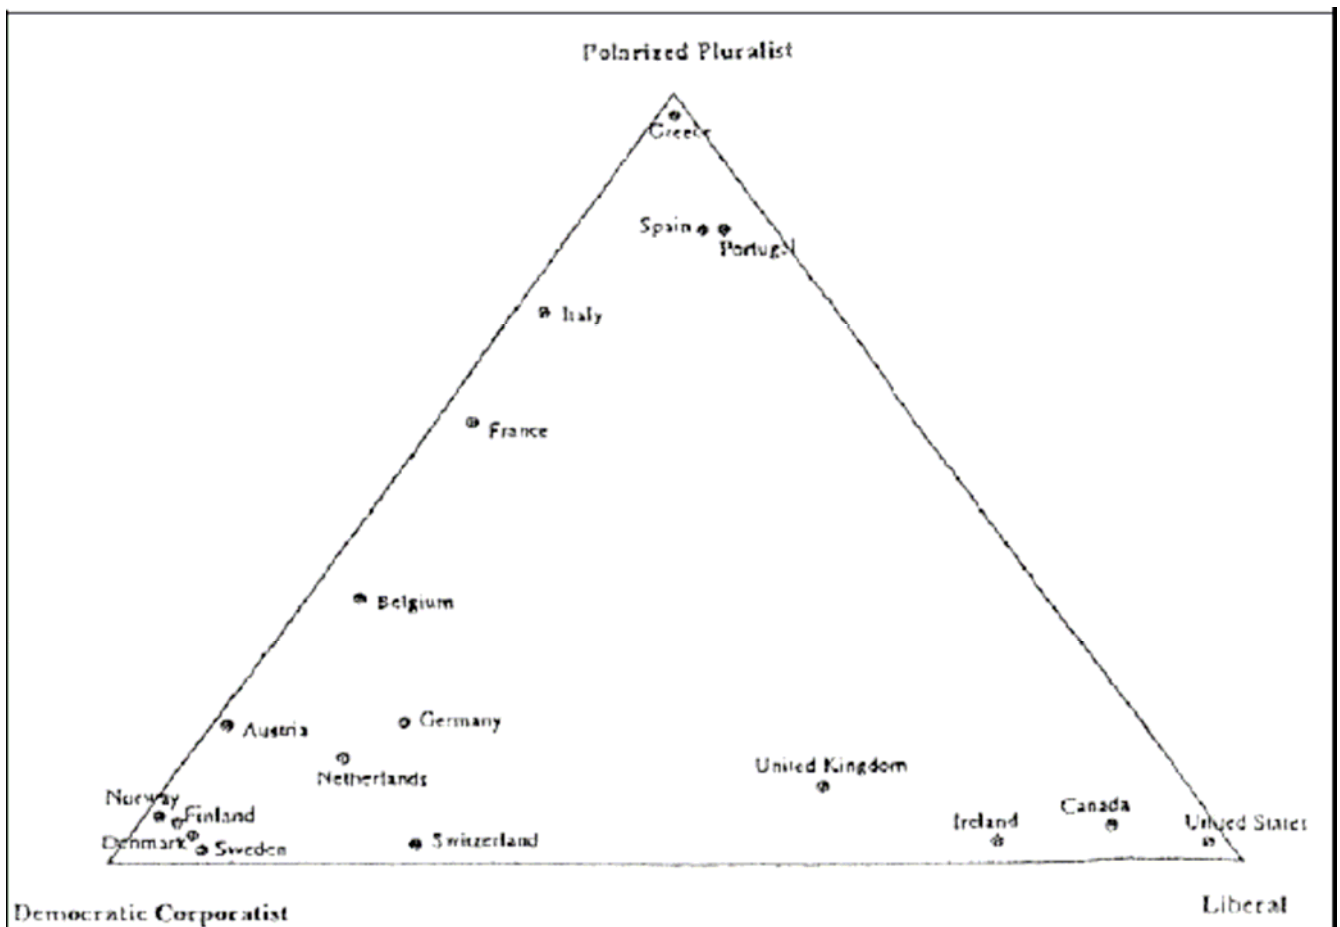 Polarized Pluralist
Greece
Spain
Portugal
Italy
France
Belgium
Austria
Germany
Netherlands
United Kingdom
Norway
Finland
Canada
Ireland
United States
Denmark
Sweden
Switzerland
Democratic Corporatist
Liberal